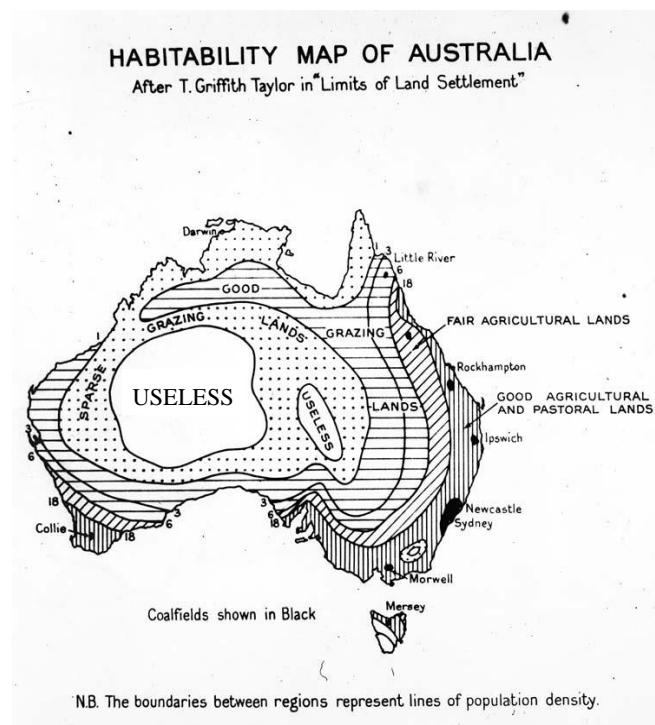 HABITABILITY MAP OF AUSTRALIA
After T. Griffith Taylor in "Limits of Land Settlement"
Darwin
1
3
Little River
6
18
GOOD
GRAZING
LANDS
GRAZING
FAIR AGRICULTURAL LANDS
1
SPARSE
USELESS
USELESS
LANDS
Rockhampton
GOOD AGRICULTURAL
AND PASTORAL LANDS
Ipswich
3
6
18
Collie
18
6
3
3
6
18
Newcastle
Sydney
Morwell
Mersey
Coalfields shown in Black
N.B. The boundaries between regions represent lines of population density.